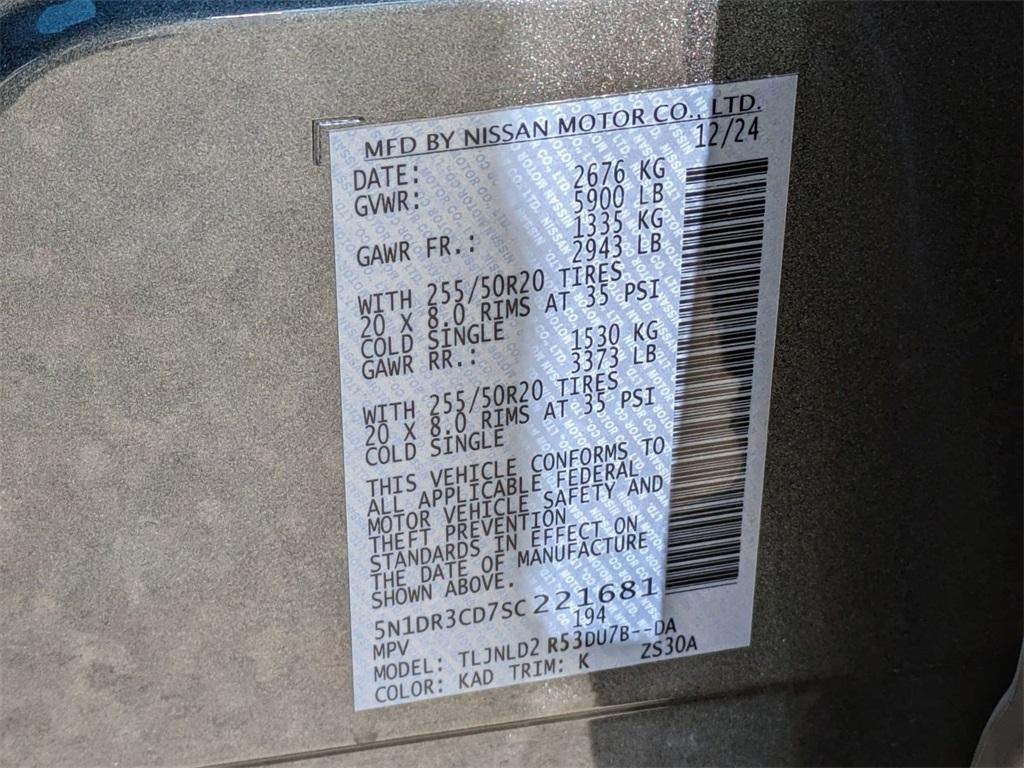 MFD BY NISSAN MOTOR CO., LTD.
DATE: 12/24
GVWR: 2676 KG
5900 LB
GAWR FR.: 1335 KG
2943 LB
WITH 255/50R20 TIRES
20 X 8.0 RIMS AT 35 PSI
COLD SINGLE
GAWR RR.: 1530 KG
3373 LB
WITH 255/50R20 TIRES
20 X 8.0 RIMS AT 35 PSI
COLD SINGLE
THIS VEHICLE CONFORMS TO
ALL APPLICABLE FEDERAL
MOTOR VEHICLE SAFETY AND
THEFT PREVENTION
STANDARDS IN EFFECT ON
THE DATE OF MANUFACTURE
SHOWN ABOVE.
5N1DR3CD7SC221681
MPV 194
MODEL: TLJNLD2 R53DU7B--DA
COLOR: KAD TRIM: K ZS30A